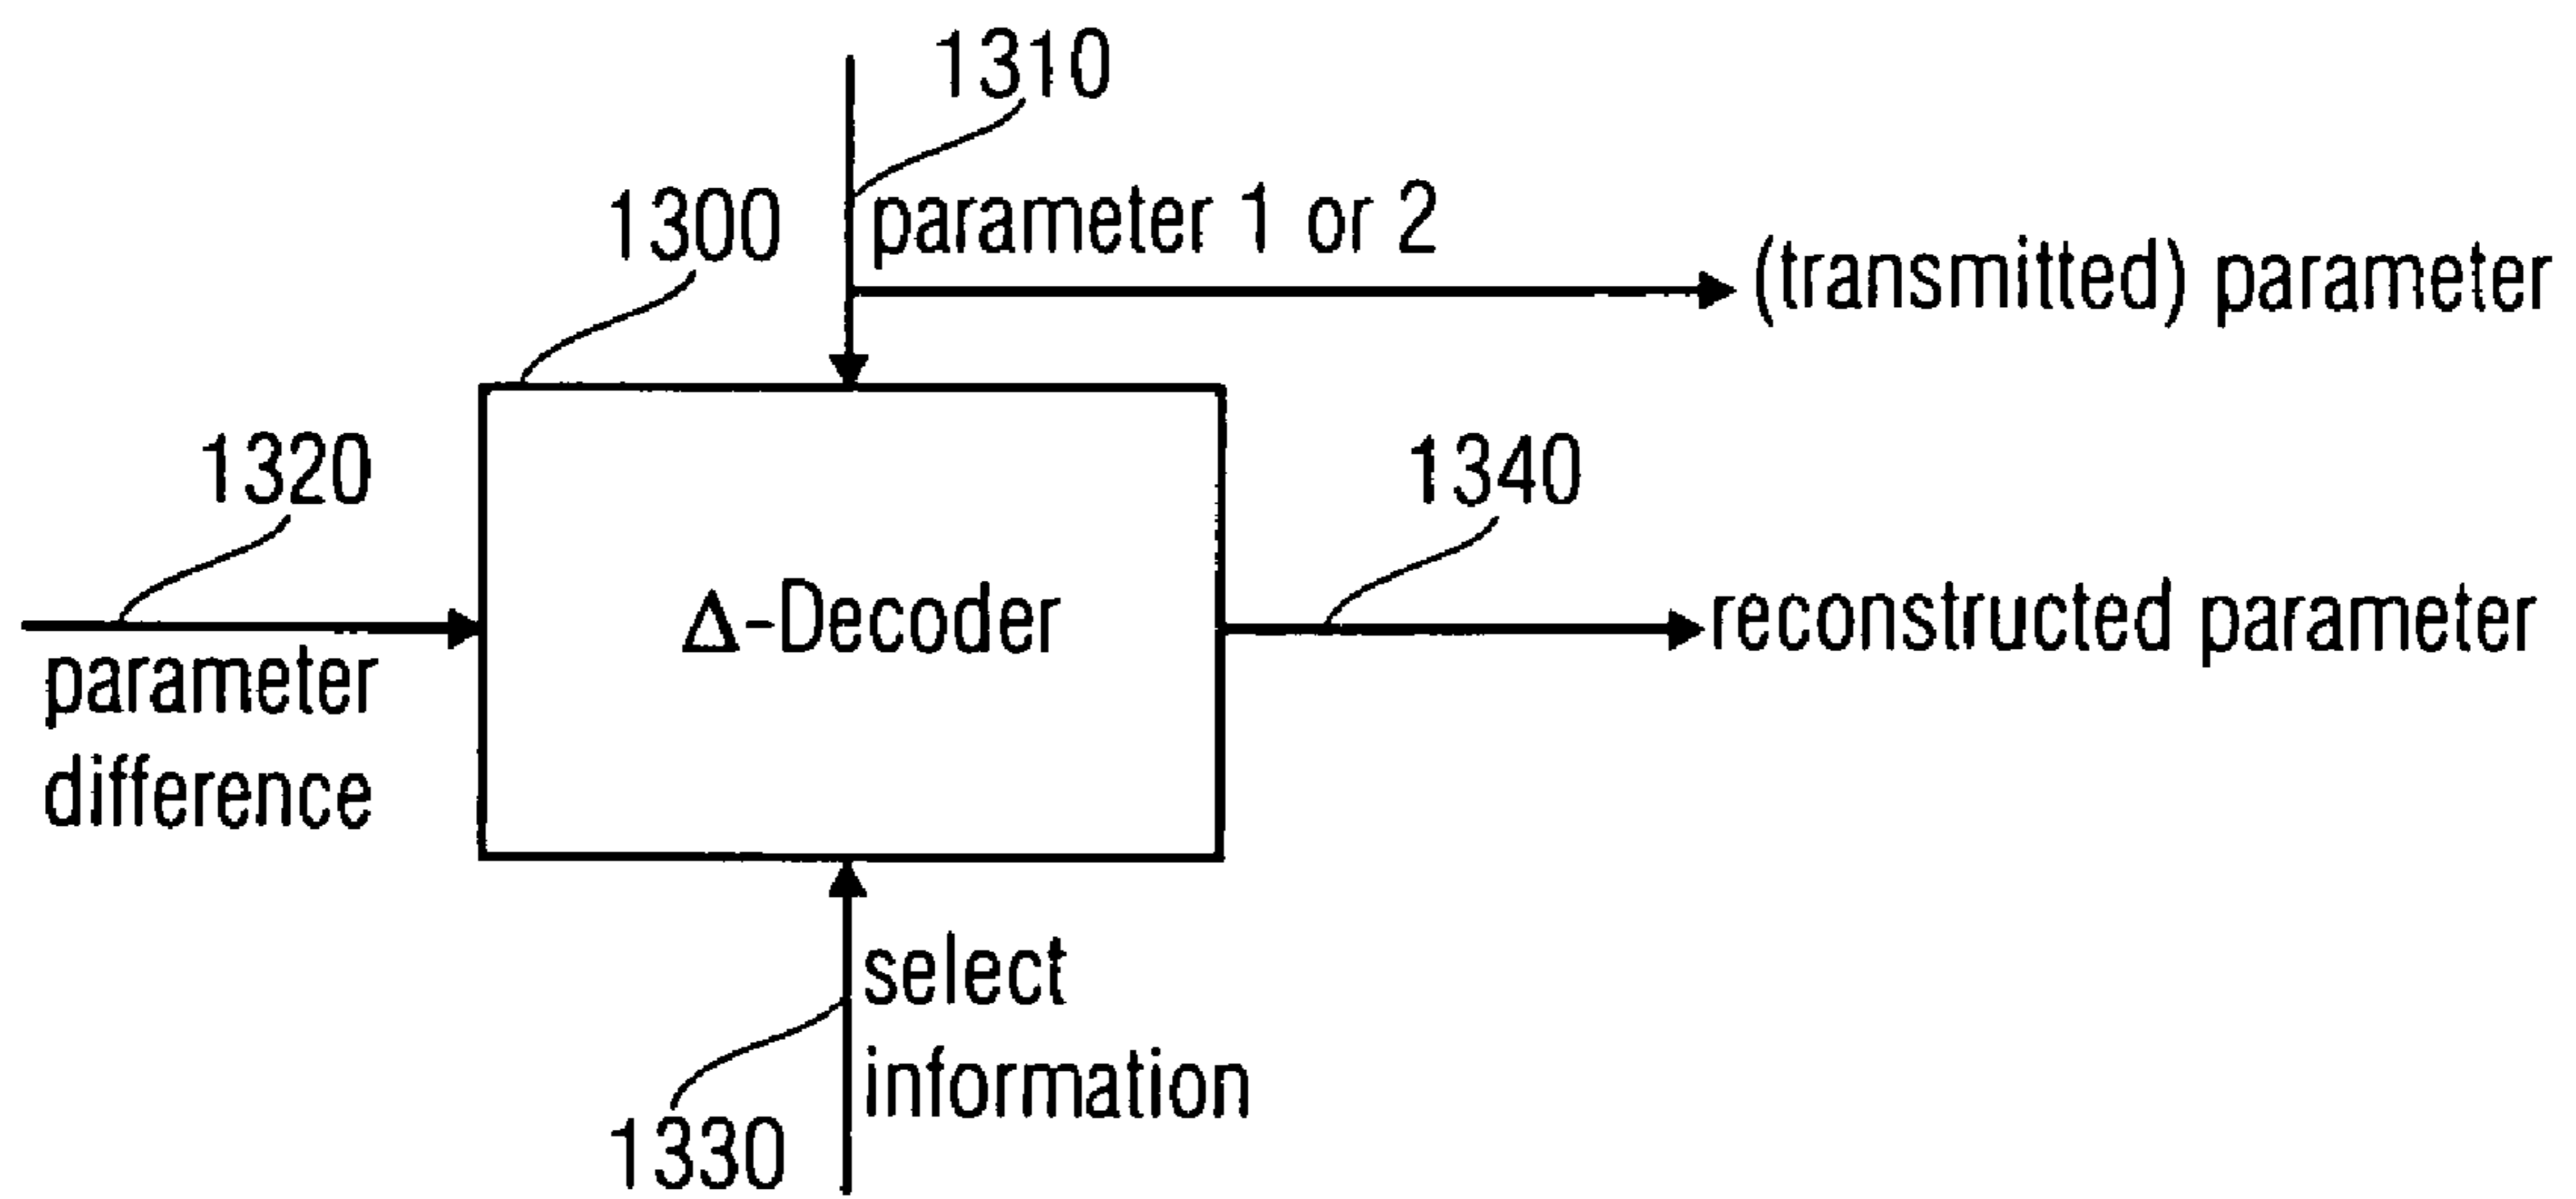 1310
1300
parameter 1 or 2
(transmitted) parameter
1320
1340
Δ-Decoder
reconstructed parameter
parameter
difference
select
information
1330